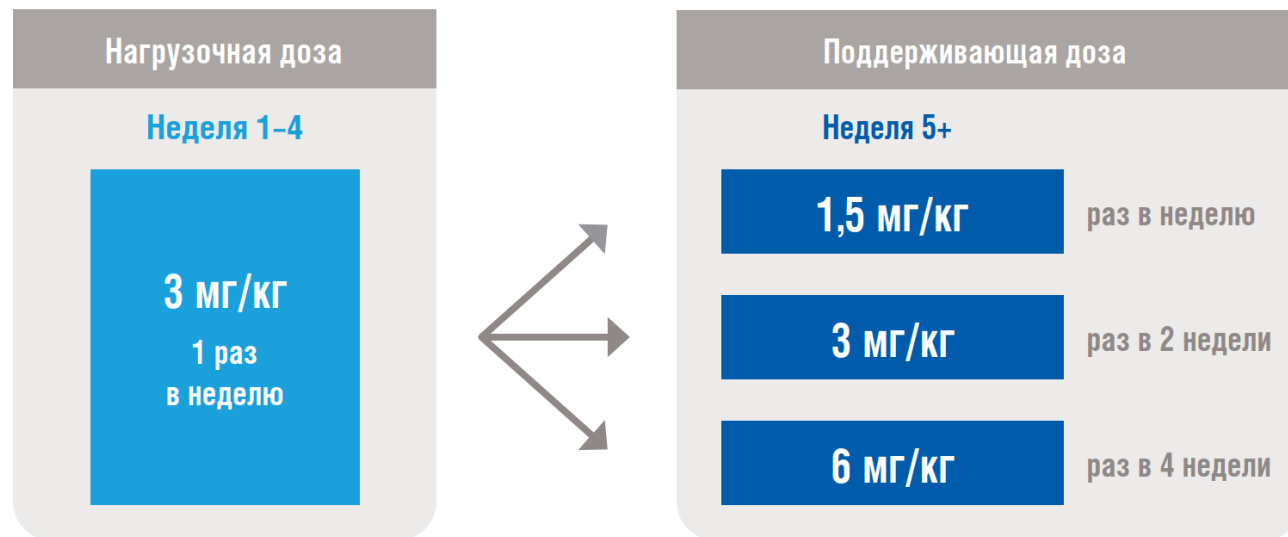 Нагрузочная доза
Неделя 1–4
3 мг/кг
1 раз
в неделю
Поддерживающая доза
Неделя 5+
1,5 мг/кг
раз в неделю
3 мг/кг
раз в 2 недели
6 мг/кг
раз в 4 недели